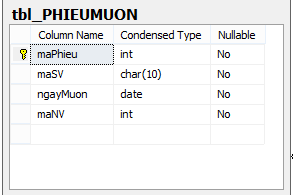 tbl_PHIEUMUON
Column Name Condensed Type Nullable
maPhieu int No
maSV char(10) No
ngayMuon date No
maNV int No